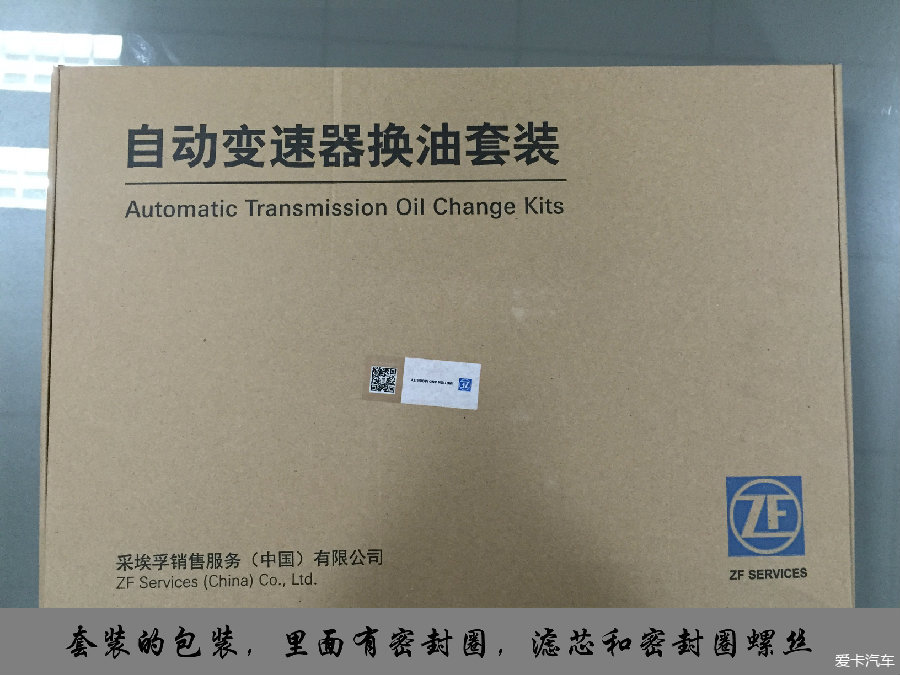 自动变速器换油套装
Automatic Transmission Oil Change Kits
ZF
采埃孚销售服务（中国）有限公司
ZF Services (China) Co., Ltd.
ZF SERVICES
套装的包装，里面有密封圈，滤芯和密封圈螺丝
爱卡汽车